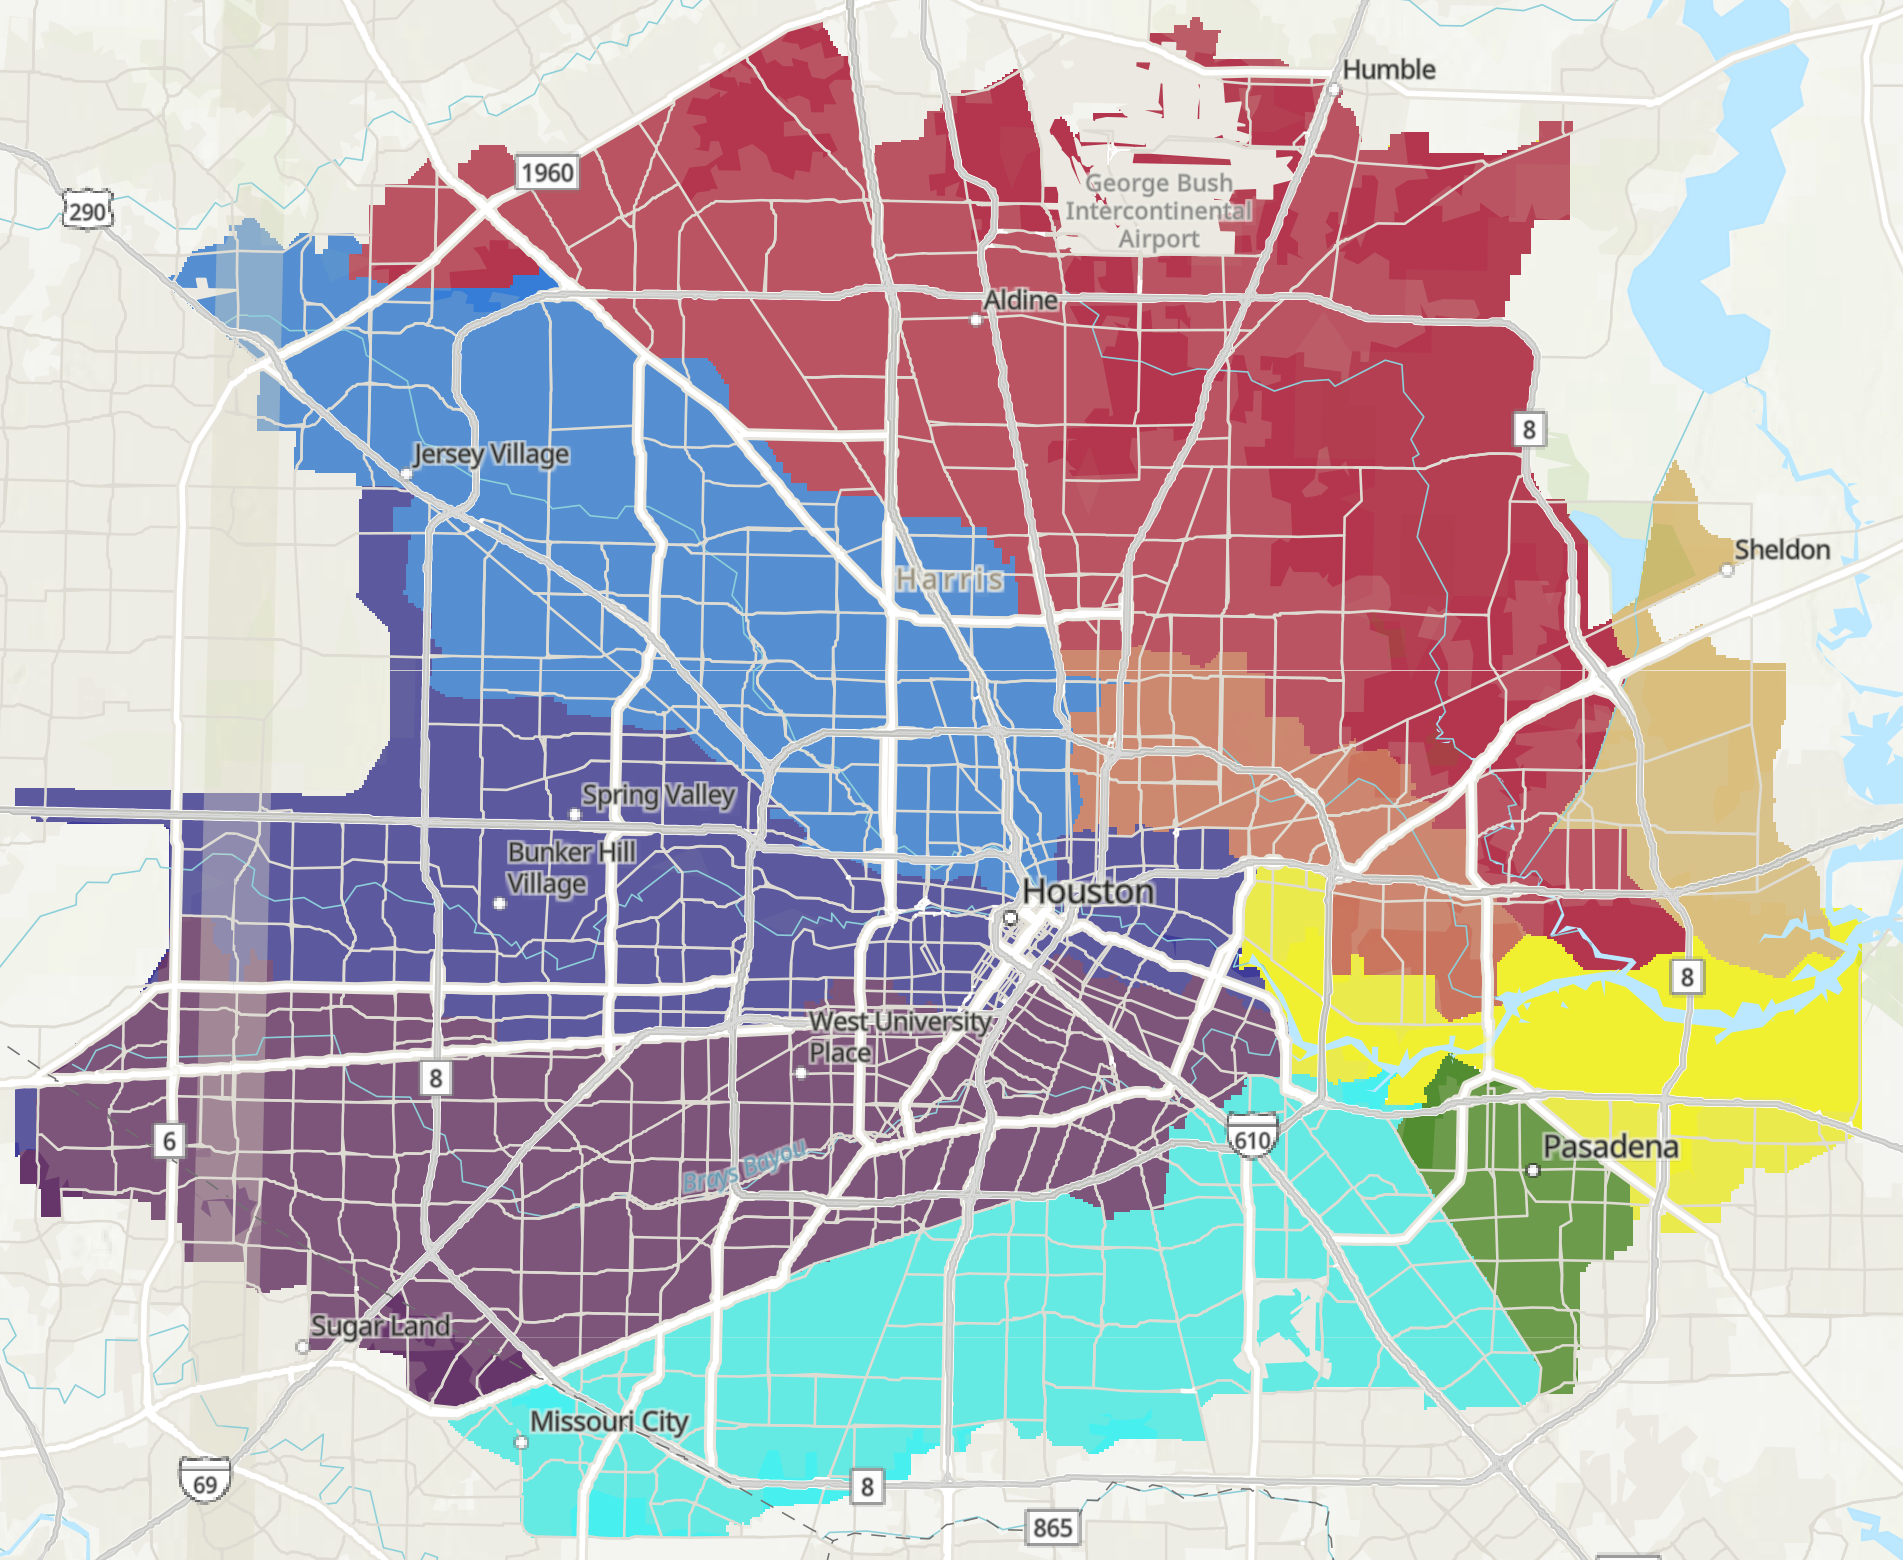 Humble
1960
George Bush
Intercontinental
Airport
290
Aldine
8
Jersey Village
Sheldon
Harris
Spring Valley
Bunker Hill
Village
Houston
8
West University
Place
8
6
610
Pasadena
Brays Bayou
Sugar Land
Missouri City
69
8
865